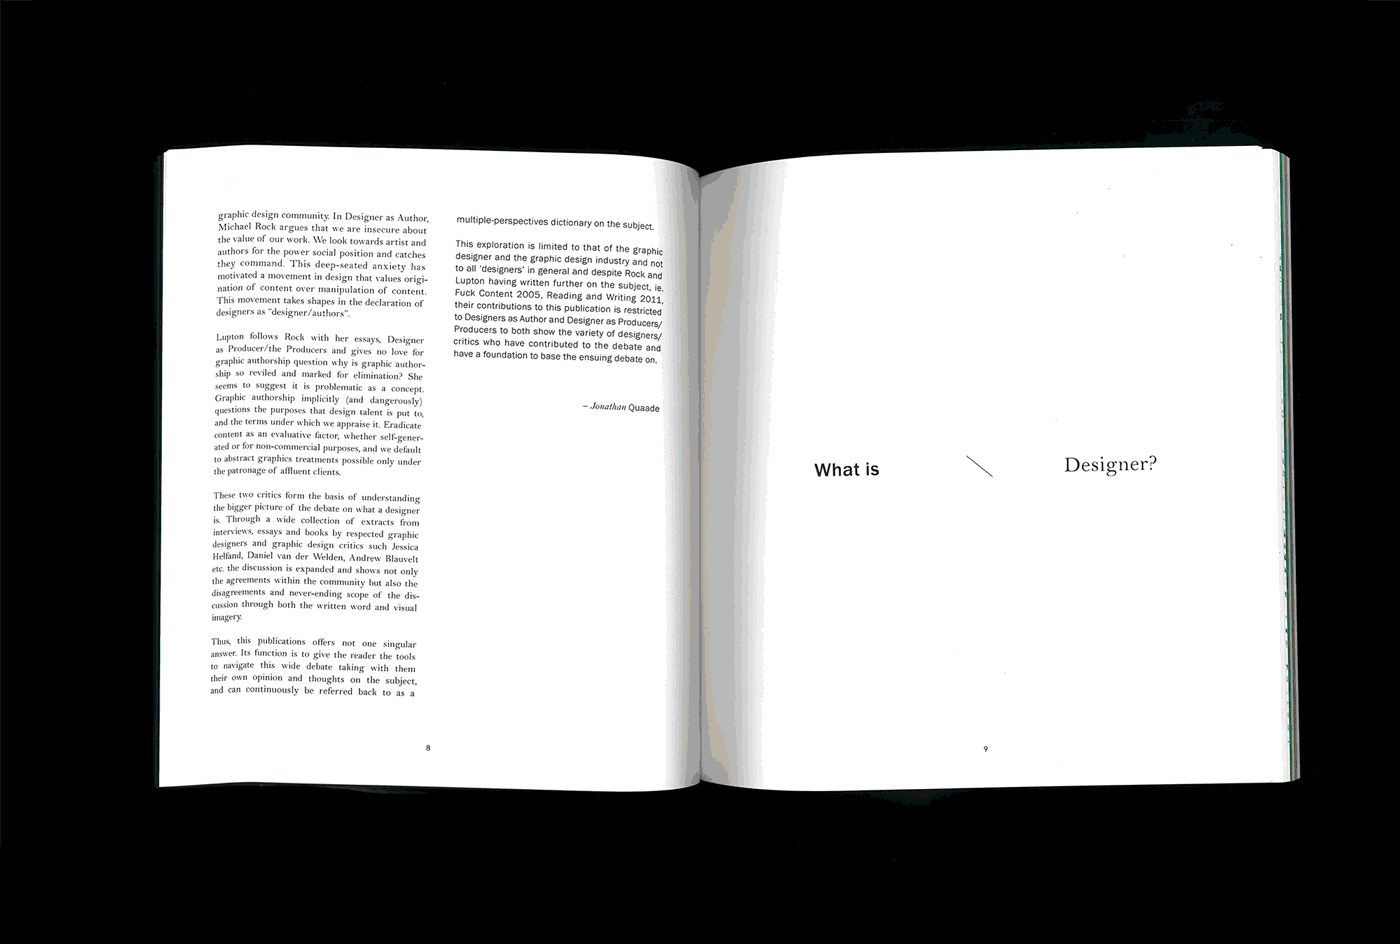 graphic design community. In Designer as Author,
Michael Rock argues that we are insecure about
the value of our work. We look towards artist and
authors for the power social position and catches
they command. This deep-seated anxiety has
motivated a movement in design that values origi-
nation of content over manipulation of content.
This movement takes shapes in the declaration of
designers as "designer/authors".
Lupton follows Rock with her essays, Designer
as Producer/the Producers and gives no love for
graphic authorship question why is graphic author-
ship so reviled and marked for elimination? She
seems to suggest it is problematic as a concept.
Graphic authorship implicitly (and dangerously)
questions the purposes that design talent is put to,
and the terms under which we appraise it. Eradicate
content as an evaluative factor, whether self-gener-
ated or for non-commercial purposes, and we default
to abstract graphics treatments possible only under
the patronage of affluent clients.
These two critics form the basis of understanding
the bigger picture of the debate on what a designer
is. Through a wide collection of extracts from
interviews, essays and books by respected graphic
designers and graphic design critics such Jessica
Helfand, Daniel van der Welden, Andrew Blauvelt
etc. the discussion is expanded and shows not only
the agreements within the community but also the
disagreements and never-ending scope of the dis-
cussion through both the written word and visual
imagery.
Thus, this publications offers not one singular
answer. Its function is to give the reader the tools
to navigate this wide debate taking with them
their own opinion and thoughts on the subject,
and can continuously be referred back to as a
8
multiple-perspectives dictionary on the subject.
This exploration is limited to that of the graphic
designer and the graphic design industry and not
to all 'designers' in general and despite Rock and
Lupton having written further on the subject, ie.
Fuck Content 2005, Reading and Writing 2011,
their contributions to this publication is restricted
to Designers as Author and Designer as Producers/
Producers to both show the variety of designers/
critics who have contributed to the debate and
have a foundation to base the ensuing debate on.
– Jonathan Quaade
What is \ Designer?
9